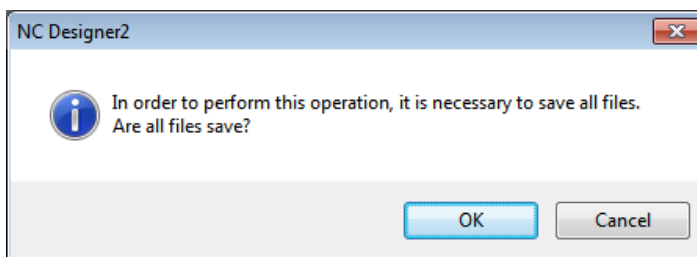 NC Designer2
In order to perform this operation, it is necessary to save all files.
Are all files save?
OK
Cancel